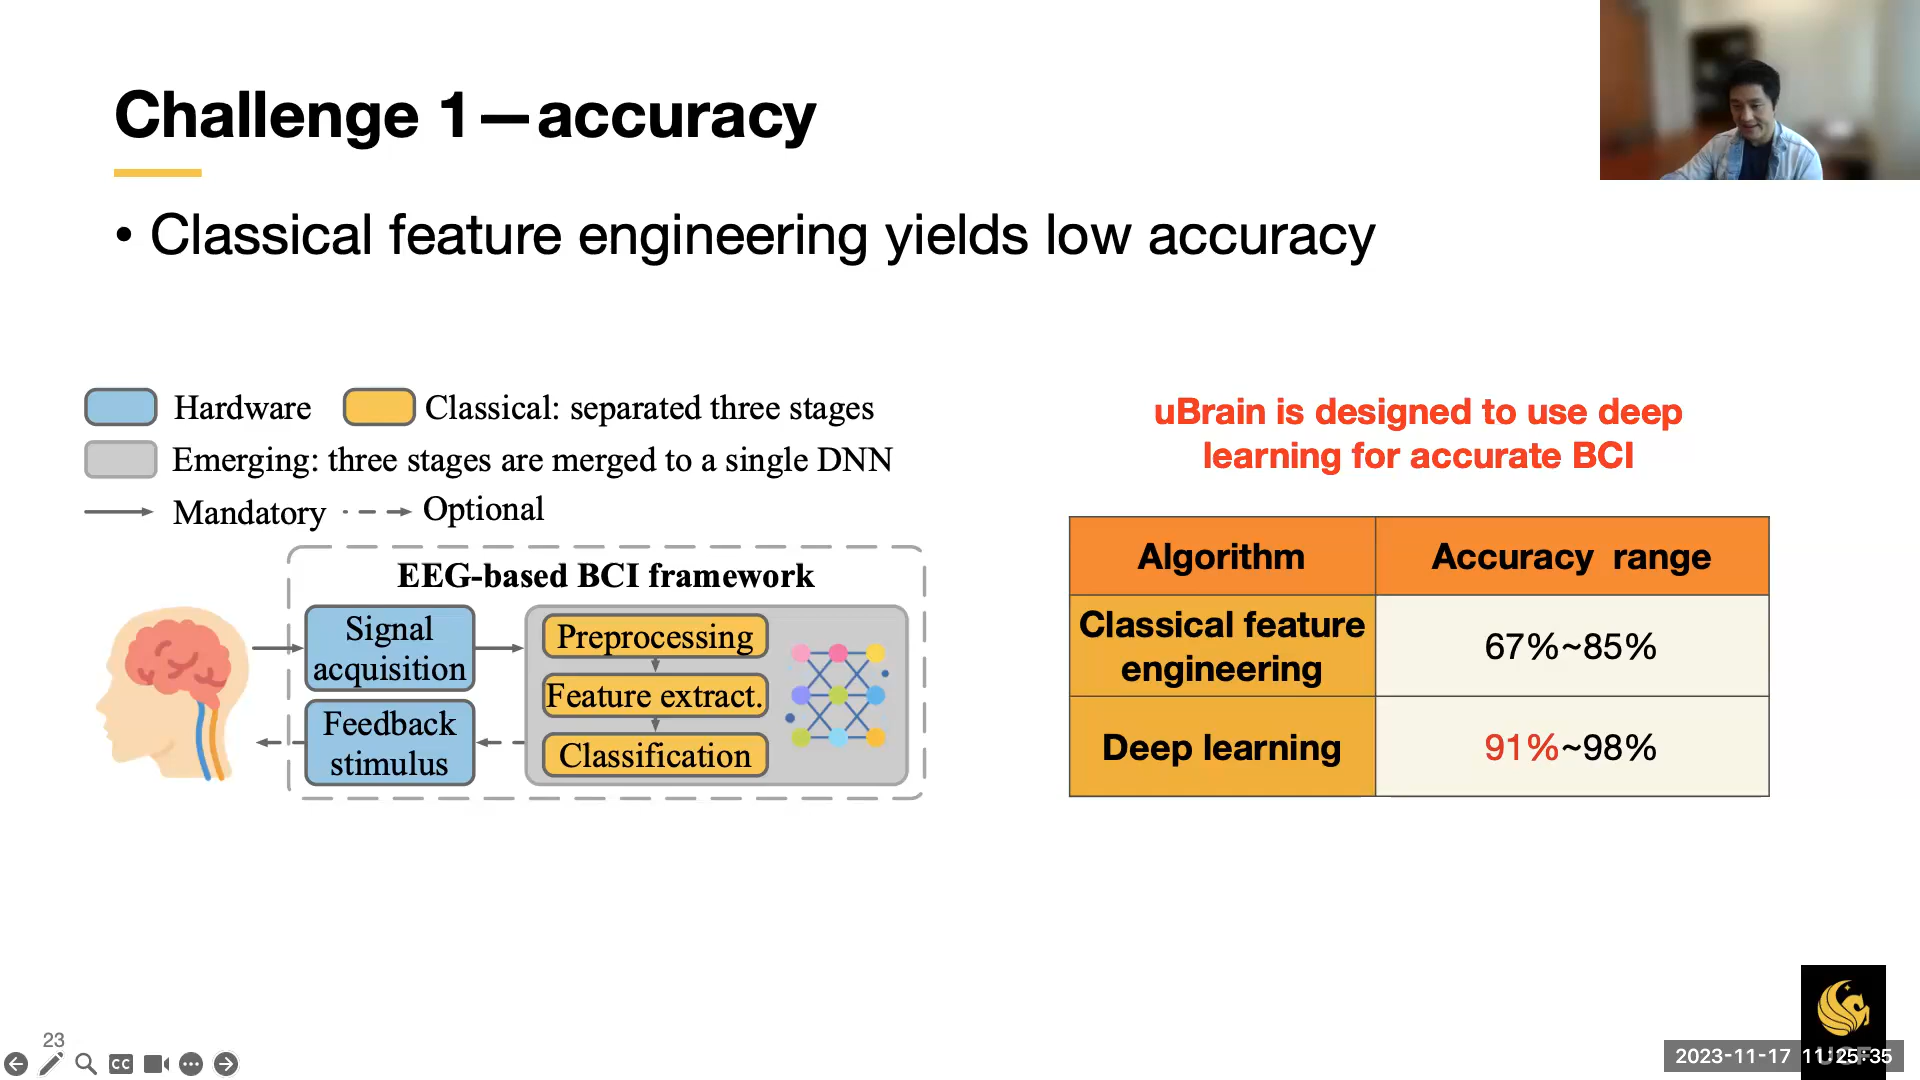 Challenge 1—accuracy
• Classical feature engineering yields low accuracy
Hardware
Classical: separated three stages
Emerging: three stages are merged to a single DNN
Mandatory
Optional
EEG-based BCI framework
Signal
acquisition
Feedback
stimulus
Preprocessing
Feature extract.
Classification
uBrain is designed to use deep
learning for accurate BCI
Algorithm
Accuracy range
Classical feature
engineering
67%~85%
Deep learning
91%~98%
23
CC
UCF
2023-11-17 11:25:35